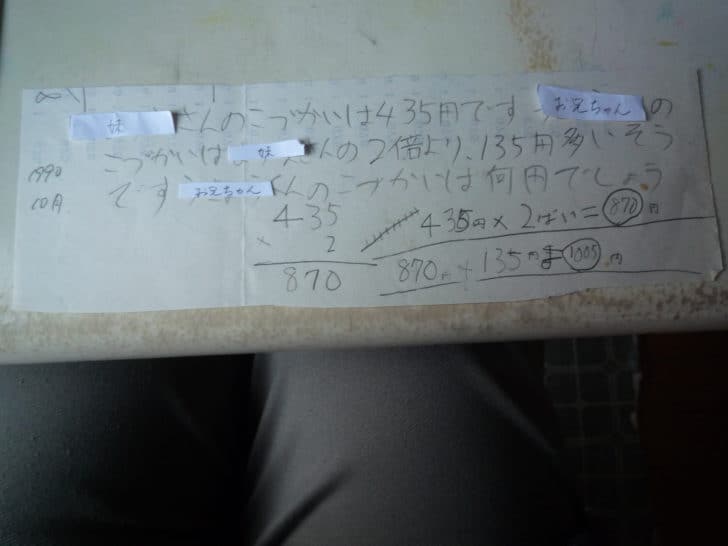 妹さんのこづかいは435円です お兄ちゃんの
こづかいは妹さんの2倍より、135円多いそう
です お兄ちゃんくんのこづかいは何円でしょう
1990
10月
435
× 2
870
435円×2ばい=870円
870円+135円=1005円